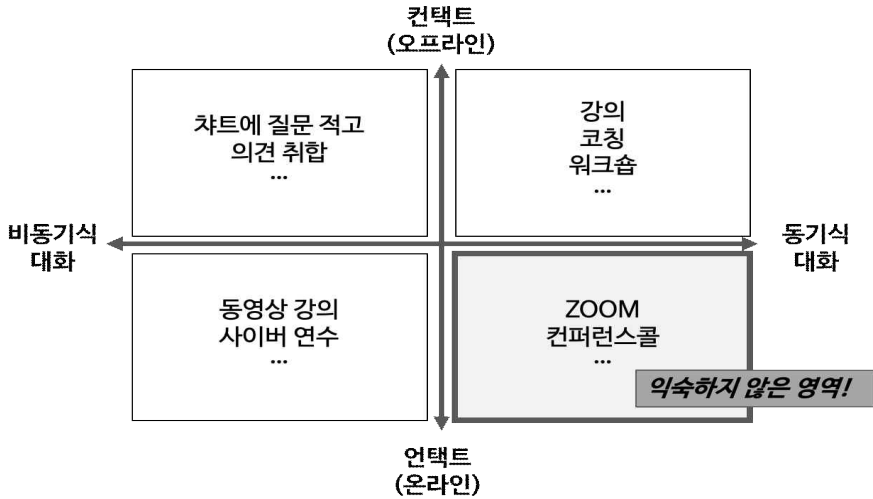 컨택트
(오프라인)
챠트에 질문 적고
의견 취합
...
강의
코칭
워크숍
...
비동기식
대화
동기식
대화
동영상 강의
사이버 연수
...
ZOOM
컨퍼런스콜
...
익숙하지 않은 영역!
언택트
(온라인)